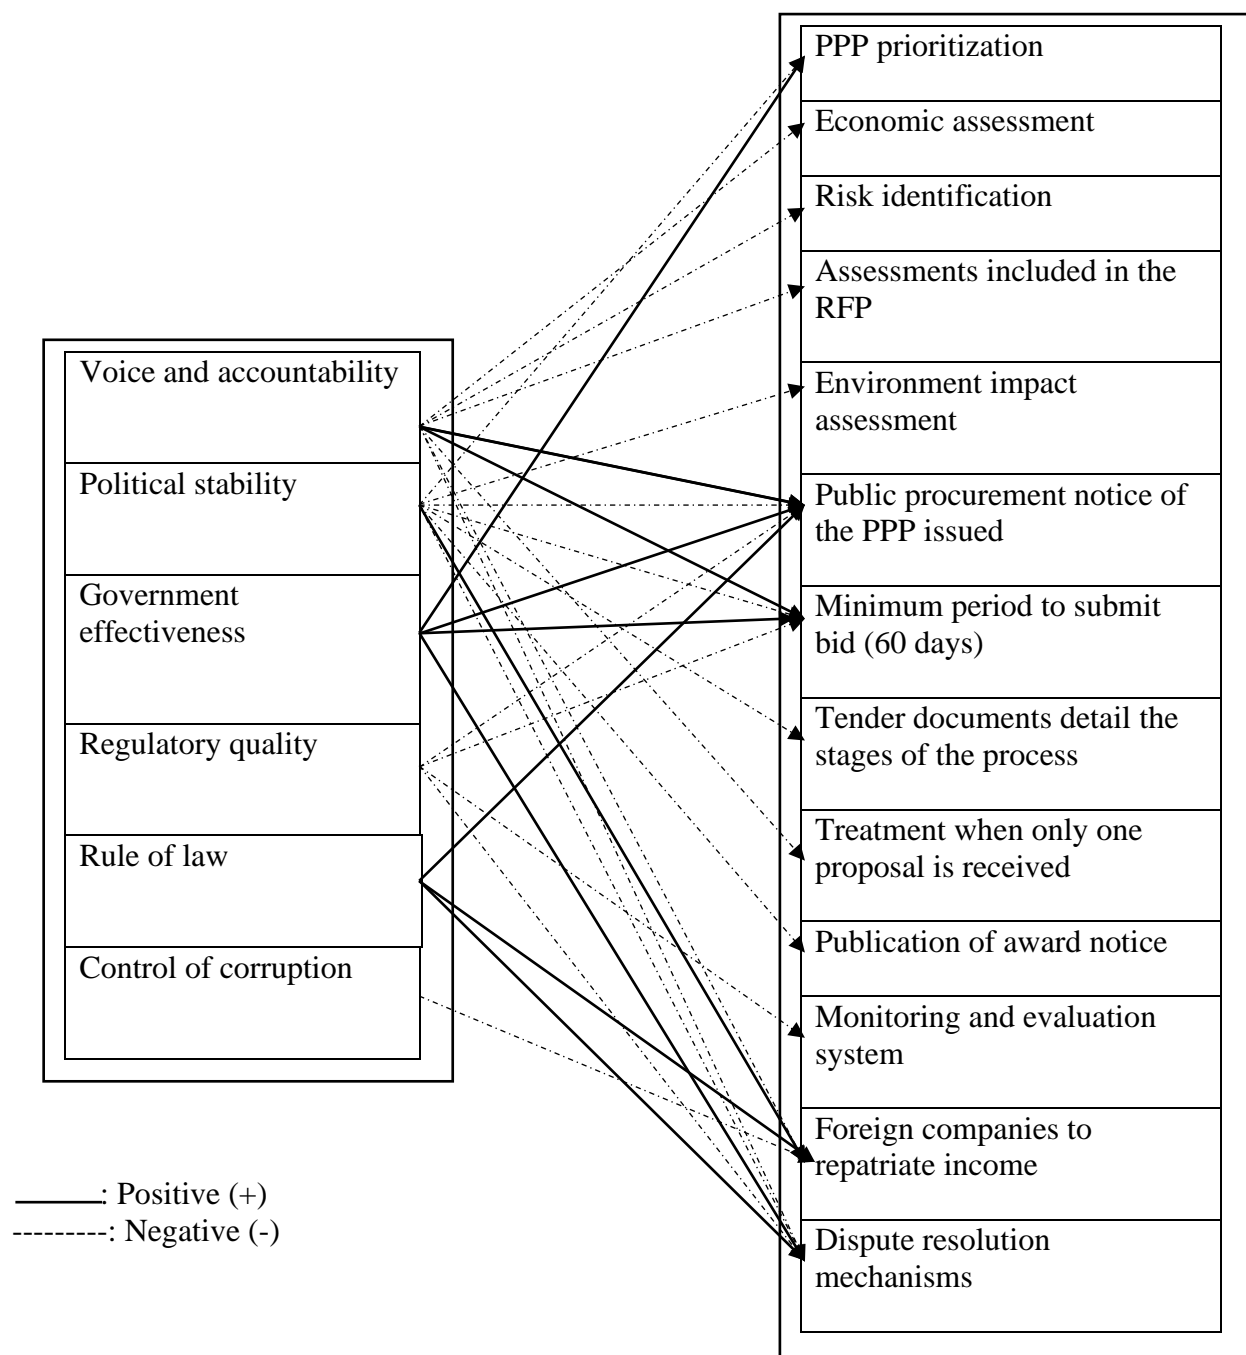 Voice and accountability
Political stability
Government
effectiveness
Regulatory quality
Rule of law
Control of corruption
PPP prioritization
Economic assessment
Risk identification
Assessments included in the
RFP
Environment impact
assessment
Public procurement notice of
the PPP issued
Minimum period to submit
bid (60 days)
Tender documents detail the
stages of the process
Treatment when only one
proposal is received
Publication of award notice
Monitoring and evaluation
system
Foreign companies to
repatriate income
Dispute resolution
mechanisms
: Positive (+)
---------: Negative (-)